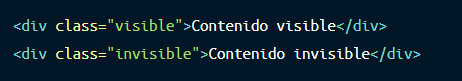 <div class="visible">Contenido visible</div>
<div class="invisible">Contenido invisible</div>